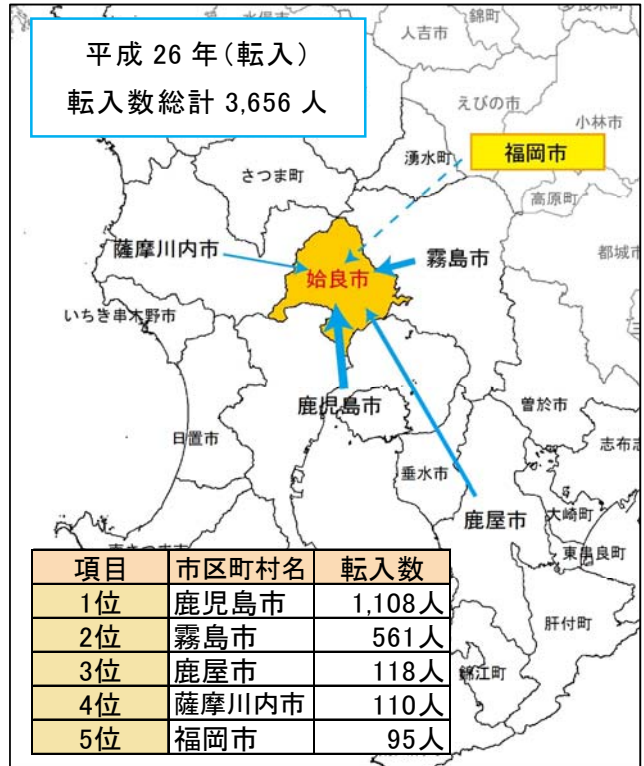 平成 26 年(転入)
転入数総計 3,656 人
人吉市
錦町
えびの市
小林市
湧水町
福岡市
さつま町
高原町
薩摩川内市
霧島市
都城市
姶良市
いちき串木野市
鹿児島市
曽於市
日置市
志布志
垂水市
鹿屋市
大崎町
東串良町
項目 市区町村名 転入数
1位 鹿児島市 1,108人
2位 霧島市 561人
3位 鹿屋市 118人
4位 薩摩川内市 110人
5位 福岡市 95人
肝付町
錦江町